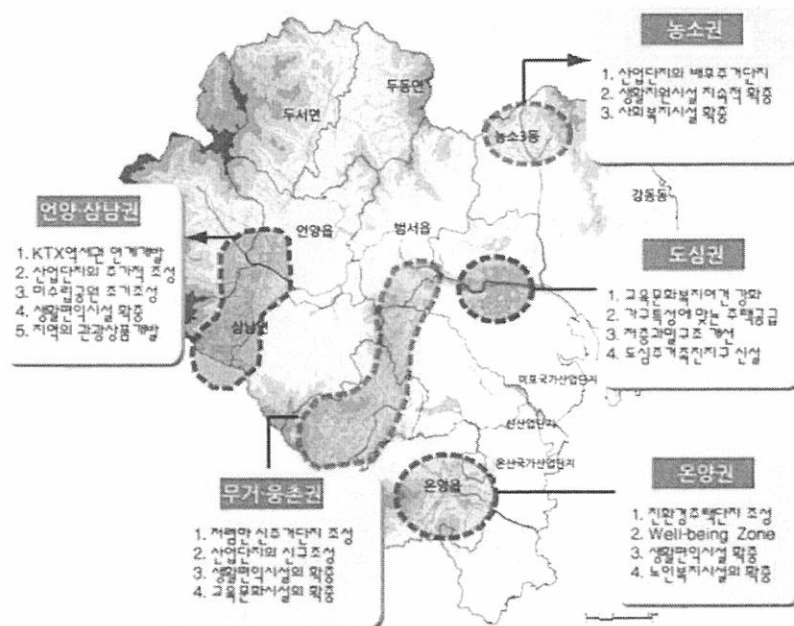 농소권
1. 산업단지와 배후주거단지
2. 생활지원시설 지속적 확충
3. 사회복지시설 확충
두동면
두서면
농소3동
강동동
언양·삼남권
1. KTX역세권 연계개발
2. 산업단지의 추가적 조성
3. 미수립공원 조기조성
4. 생활편익시설 확충
5. 지역의 관광상품개발
언양읍
범서읍
삼남면
도심권
1. 교육문화복지여건 강화
2. 가구특성에 맞는 주택공급
3. 저층과밀구조 개선
4. 도심주거촉진지구 신설
미포국가산업단지
산업단지
온산국가산업단지
온양읍
무거·웅촌권
1. 저렴한 신주거단지 조성
2. 산업단지의 신규조성
3. 생활편익시설의 확충
4. 교육문화시설의 확충
온양권
1. 친환경주택단지 조성
2. Well-being Zone
3. 생활편익시설 확충
4. 노인복지시설의 확충